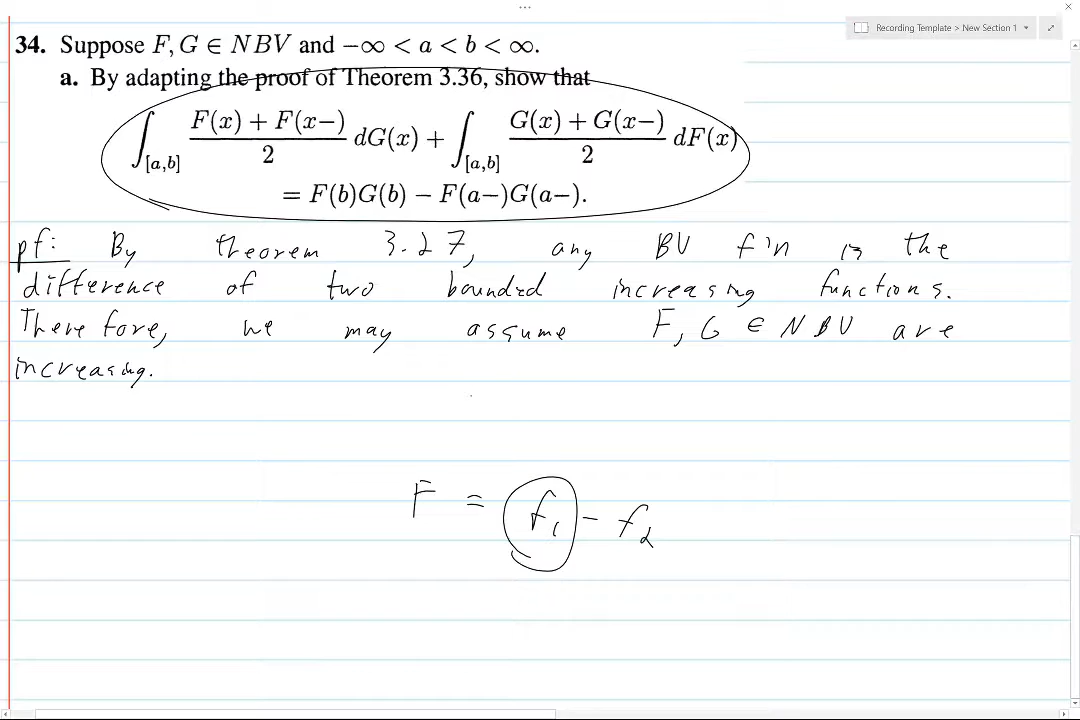 Recording Template > New Section 1
34. Suppose F, G ∈ NBV and −∞ < a < b < ∞.
a. By adapting the proof of Theorem 3.36, show that
∫_{[a,b]} (F(x) + F(x−))/2 dG(x) + ∫_{[a,b]} (G(x) + G(x−))/2 dF(x)
= F(b)G(b) − F(a−)G(a−).
pf: By theorem 3.27, any BV f'n is the
difference of two bounded increasing functions.
Therefore, we may assume F, G ∈ NBV are
increasing.
F = f₁ − f₂